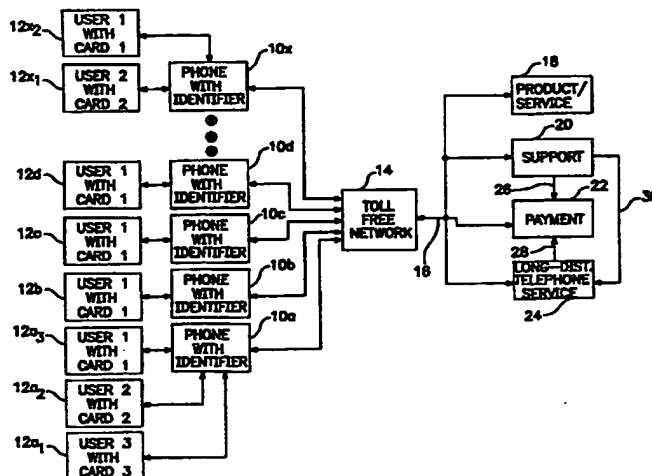 12x2
USER 1
WITH
CARD 1
12x1
USER 2
WITH
CARD 2
10x
PHONE
WITH
IDENTIFIER
12d
USER 1
WITH
CARD 1
10d
PHONE WITH
IDENTIFIER
12c
USER 1
WITH
CARD 1
10c
PHONE WITH
IDENTIFIER
12b
USER 1
WITH
CARD 1
10b
PHONE WITH
IDENTIFIER
12a3
USER 1
WITH
CARD 1
10a
PHONE WITH
IDENTIFIER
12a2
USER 2
WITH
CARD 2
12a1
USER 3
WITH
CARD 3
14
TOLL
FREE
NETWORK
16
18
PRODUCT/
SERVICE
20
SUPPORT
26
22
PAYMENT
30
28
LONG-DIST.
TELEPHONE
SERVICE
24